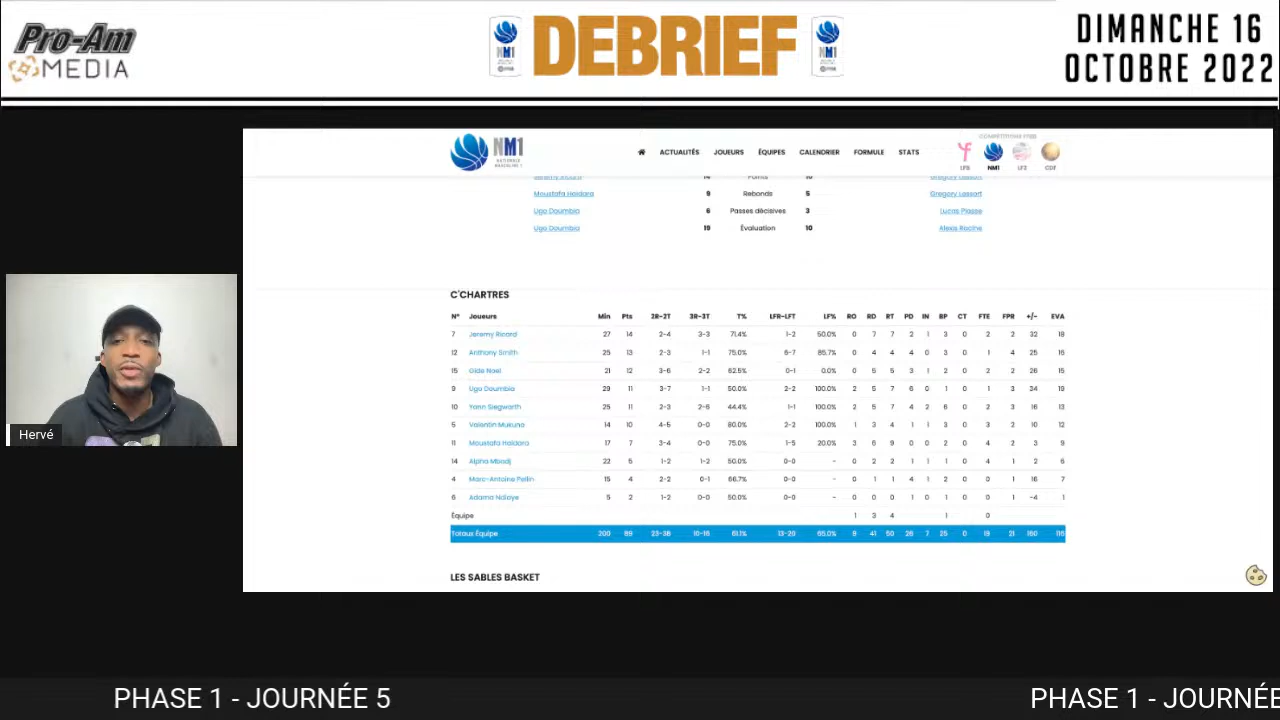 Pro-Am
MEDIA
DEBRIEF
DIMANCHE 16
OCTOBRE 2022
NM1
ACTUALITÉS JOUEURS ÉQUIPES CALENDRIER FORMULE STATS
COMPÉTITIONS FFBB
LFB NM1 LF2 CDF
Moustafa Haidara 9 Rebonds 5 Gregory Lessort
Ugo Doumbia 6 Passes décisives 3 Lucas Plasse
Ugo Doumbia 19 Évaluation 10 Alexis Racine
C'CHARTRES
N° Joueurs Min Pts 2R-2T 3R-3T T% LFR-LFT LF% RO RD RT PD IN BP CT FTE FPR +/- EVA
7 Jeremy Ricard 27 14 2-4 3-3 71.4% 1-2 50.0% 0 7 7 2 1 3 0 2 2 32 18
12 Anthony Smith 25 13 2-3 1-1 75.0% 6-7 85.7% 0 4 4 4 0 3 0 1 4 25 16
15 Gide Noel 21 12 3-6 2-2 62.5% 0-1 0.0% 0 5 5 3 1 2 0 2 2 26 15
9 Ugo Doumbia 29 11 3-7 1-1 50.0% 2-2 100.0% 2 5 7 6 0 1 0 1 3 34 19
10 Yann Siegwarth 25 11 2-3 2-6 44.4% 1-1 100.0% 2 5 7 4 2 6 0 2 3 16 13
5 Valentin Mukuna 14 10 4-5 0-0 80.0% 2-2 100.0% 1 3 4 1 1 3 0 3 2 10 12
11 Moustafa Haidara 17 7 3-4 0-0 75.0% 1-5 20.0% 3 6 9 0 0 2 0 4 2 3 9
14 Alpha Mbodj 22 5 1-2 1-2 50.0% 0-0 - 0 2 2 1 1 1 0 4 1 2 6
4 Marc-Antoine Pellin 15 4 2-2 0-1 66.7% 0-0 - 0 1 1 4 1 2 0 0 1 16 7
6 Adama Ndiaye 5 2 1-2 0-0 50.0% 0-0 - 0 0 0 1 0 1 0 0 1 -4 1
Équipe 1 3 4 1 0
Totaux Équipe 200 89 23-38 10-16 61.1% 13-20 65.0% 9 41 50 26 7 25 0 19 21 160 116
LES SABLES BASKET
Hervé
PHASE 1 - JOURNÉE 5 PHASE 1 - JOURNÉE